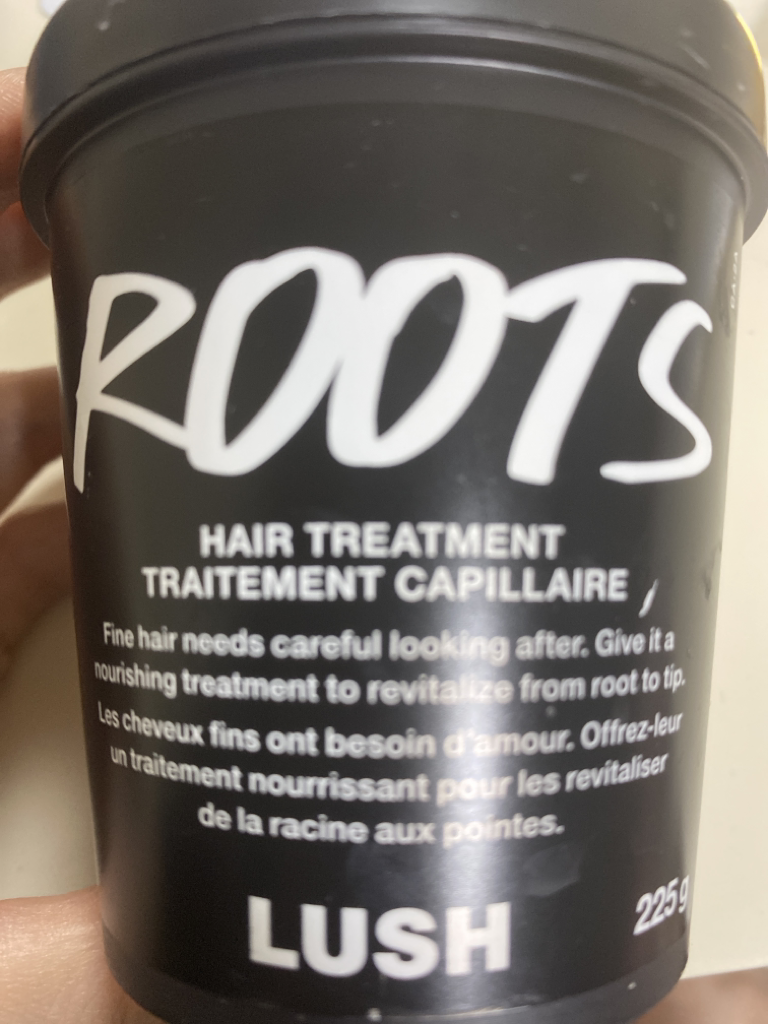 ROOTS
HAIR TREATMENT
TRAITEMENT CAPILLAIRE
Fine hair needs careful looking after. Give it a
nourishing treatment to revitalize from root to tip.
Les cheveux fins ont besoin d'amour. Offrez-leur
un traitement nourrissant pour les revitaliser
de la racine aux pointes.
225 g
LUSH